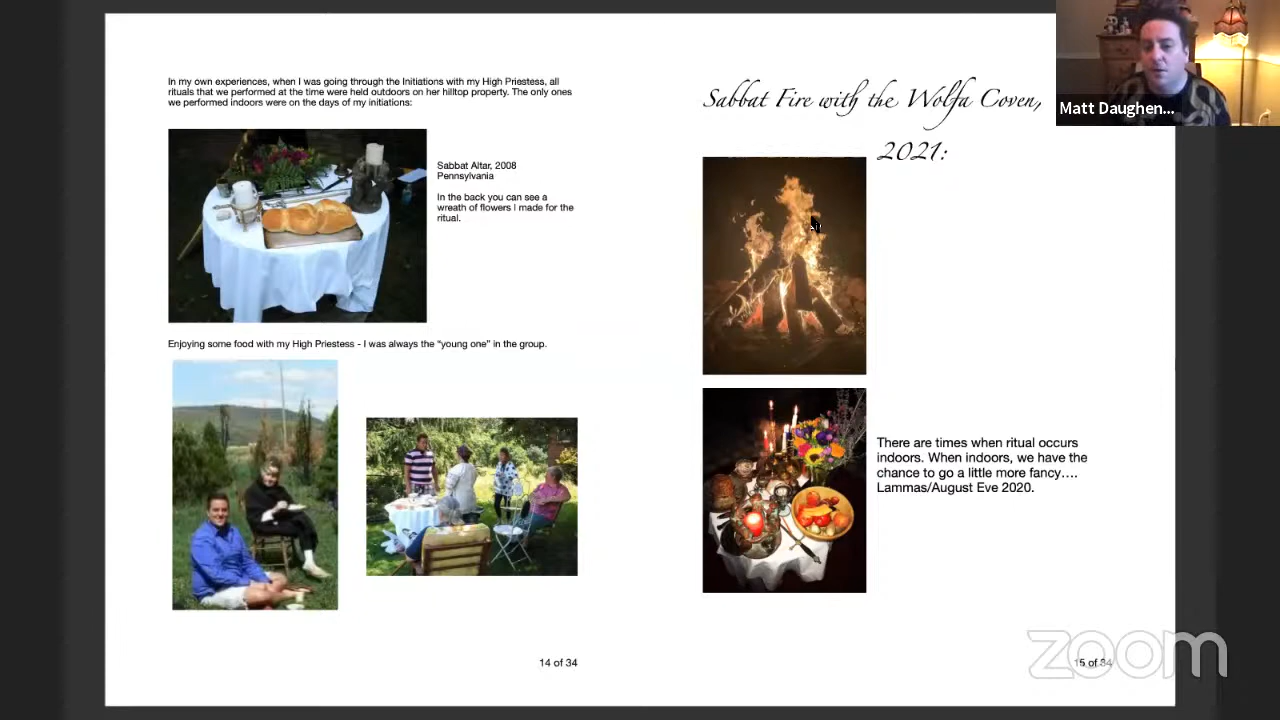 In my own experiences, when I was going through the Initiations with my High Priestess, all
rituals that we performed at the time were held outdoors on her hilltop property. The only ones
we performed indoors were on the days of my initiations:
Sabbat Altar, 2008
Pennsylvania
In the back you can see a
wreath of flowers I made for the
ritual.
Enjoying some food with my High Priestess - I was always the “young one” in the group.
14 of 34
Sabbat Fire with the Wolfa Coven,
2021:
There are times when ritual occurs
indoors. When indoors, we have the
chance to go a little more fancy….
Lammas/August Eve 2020.
15 of 34
Matt Daughen...
zoom